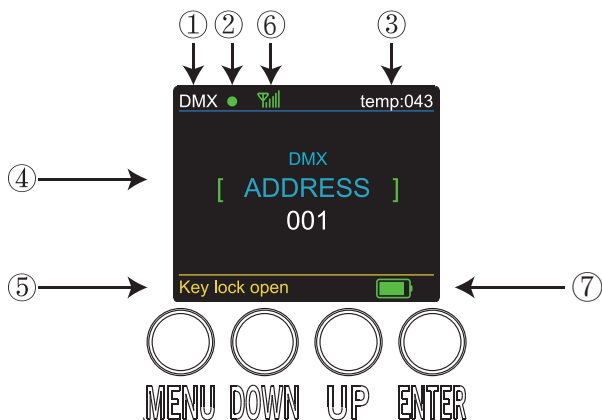 ① ② ⑥ ③
DMX temp:043
④
DMX
[ ADDRESS ]
001
⑤ ⑦
Key lock open
MENU DOWN UP ENTER